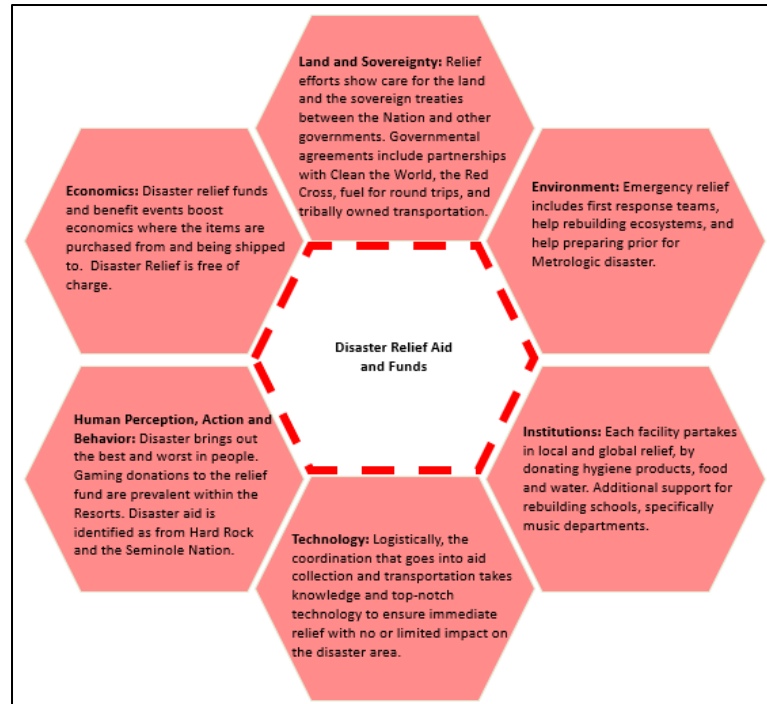 Land and Sovereignty: Relief
efforts show care for the land
and the sovereign treaties
between the Nation and other
governments. Governmental
agreements include partnerships
with Clean the World, the Red
Cross, fuel for round trips, and
tribally owned transportation.
Economics: Disaster relief funds
and benefit events boost
economics where the items are
purchased from and being shipped
to. Disaster Relief is free of
charge.
Environment: Emergency relief
includes first response teams,
help rebuilding ecosystems, and
help preparing prior for
Metrologic disaster.
Disaster Relief Aid
and Funds
Human Perception, Action and
Behavior: Disaster brings out
the best and worst in people.
Gaming donations to the relief
fund are prevalent within the
Resorts. Disaster aid is
identified as from Hard Rock
and the Seminole Nation.
Institutions: Each facility partakes
in local and global relief, by
donating hygiene products, food
and water. Additional support for
rebuilding schools, specifically
music departments.
Technology: Logistically, the
coordination that goes into aid
collection and transportation takes
knowledge and top-notch
technology to ensure immediate
relief with no or limited impact on
the disaster area.